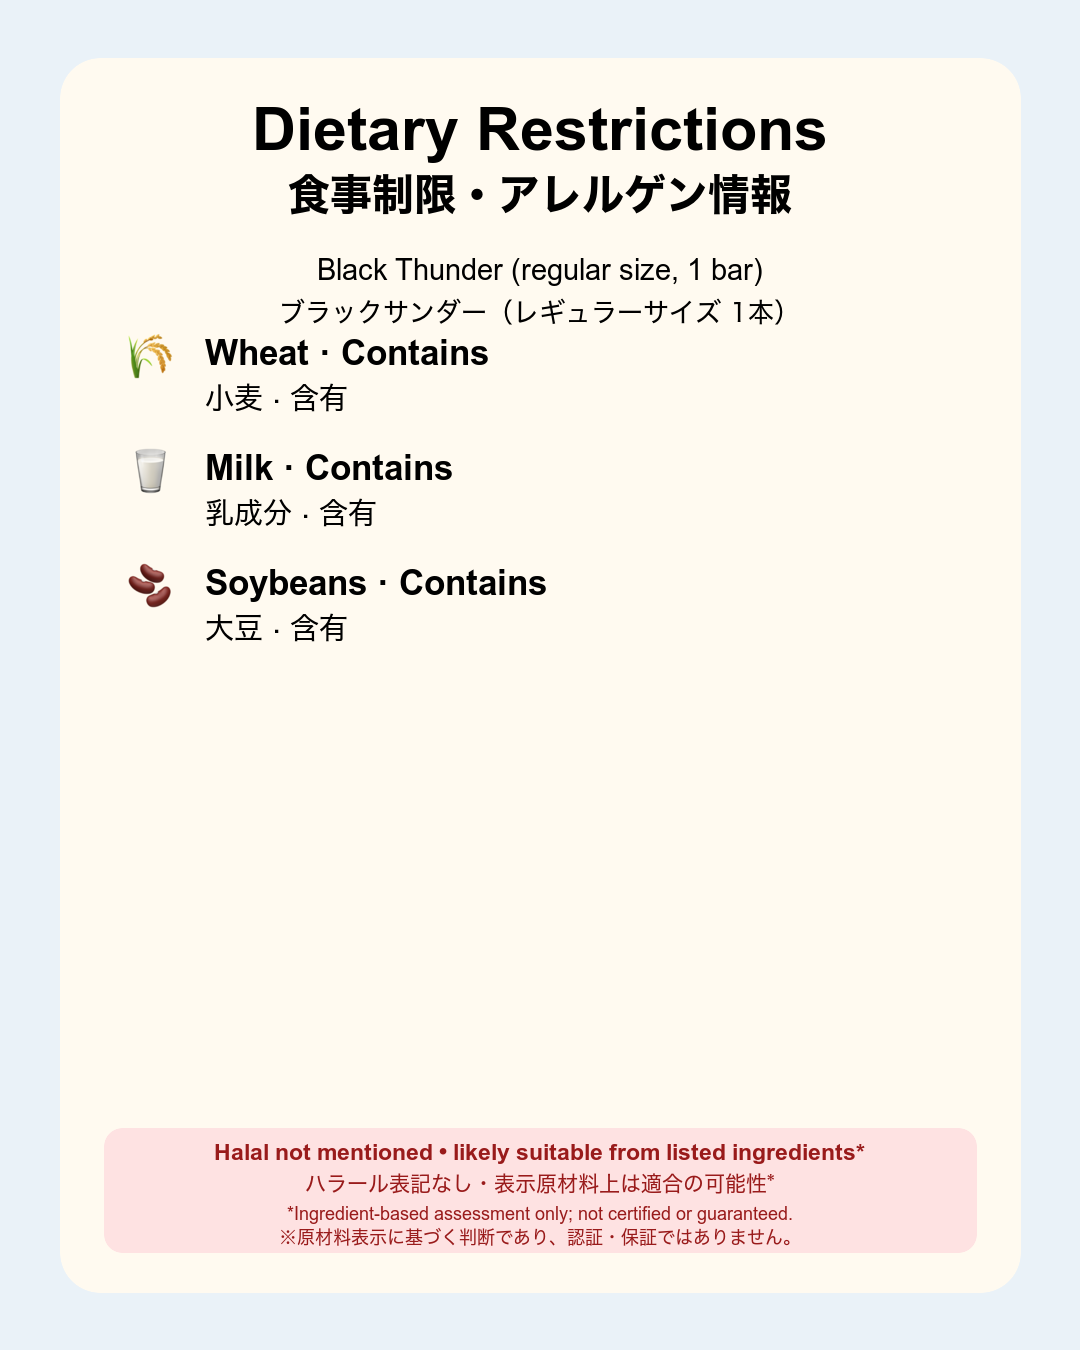 Dietary Restrictions
食事制限・アレルゲン情報
Black Thunder (regular size, 1 bar)
ブラックサンダー（レギュラーサイズ 1本）
Wheat · Contains
小麦 · 含有
Milk · Contains
乳成分 · 含有
Soybeans · Contains
大豆 · 含有
Halal not mentioned • likely suitable from listed ingredients*
ハラール表記なし・表示原材料上は適合の可能性*
*Ingredient-based assessment only; not certified or guaranteed.
※原材料表示に基づく判断であり、認証・保証ではありません。